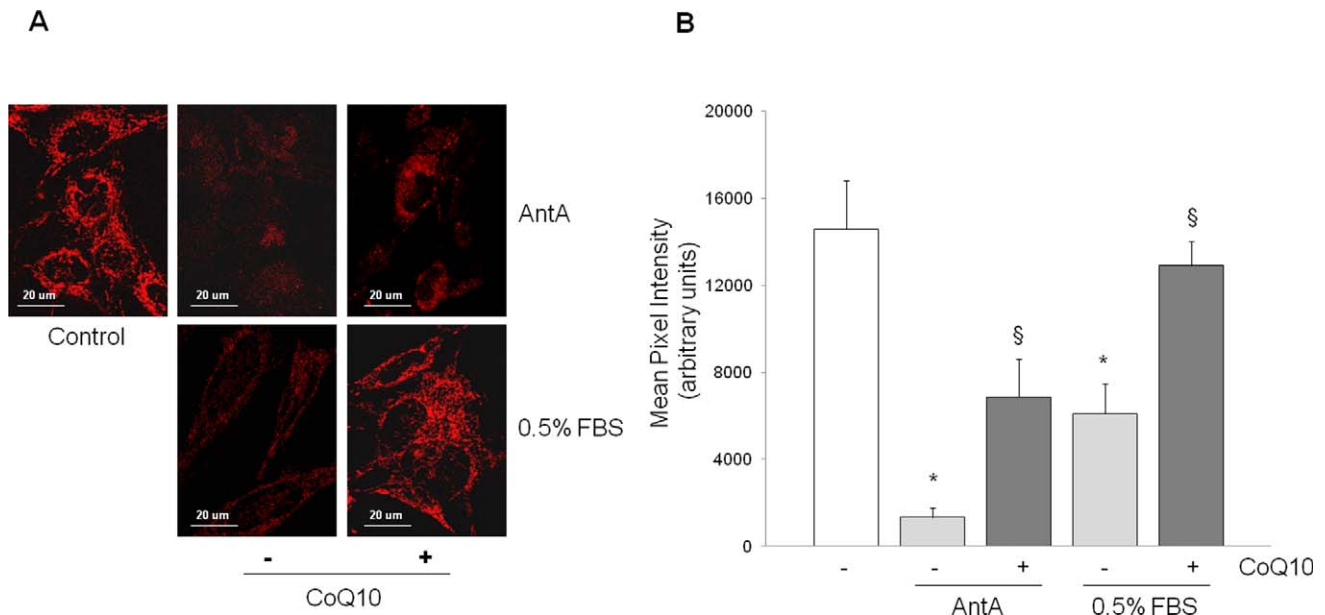 A
20 um
20 um
20 um
AntA
Control
20 um
20 um
0.5% FBS
- +
CoQ10
B
Mean Pixel Intensity
(arbitrary units)
20000
16000
12000
8000
4000
0
*
§
*
§
- - + - + CoQ10
AntA 0.5% FBS